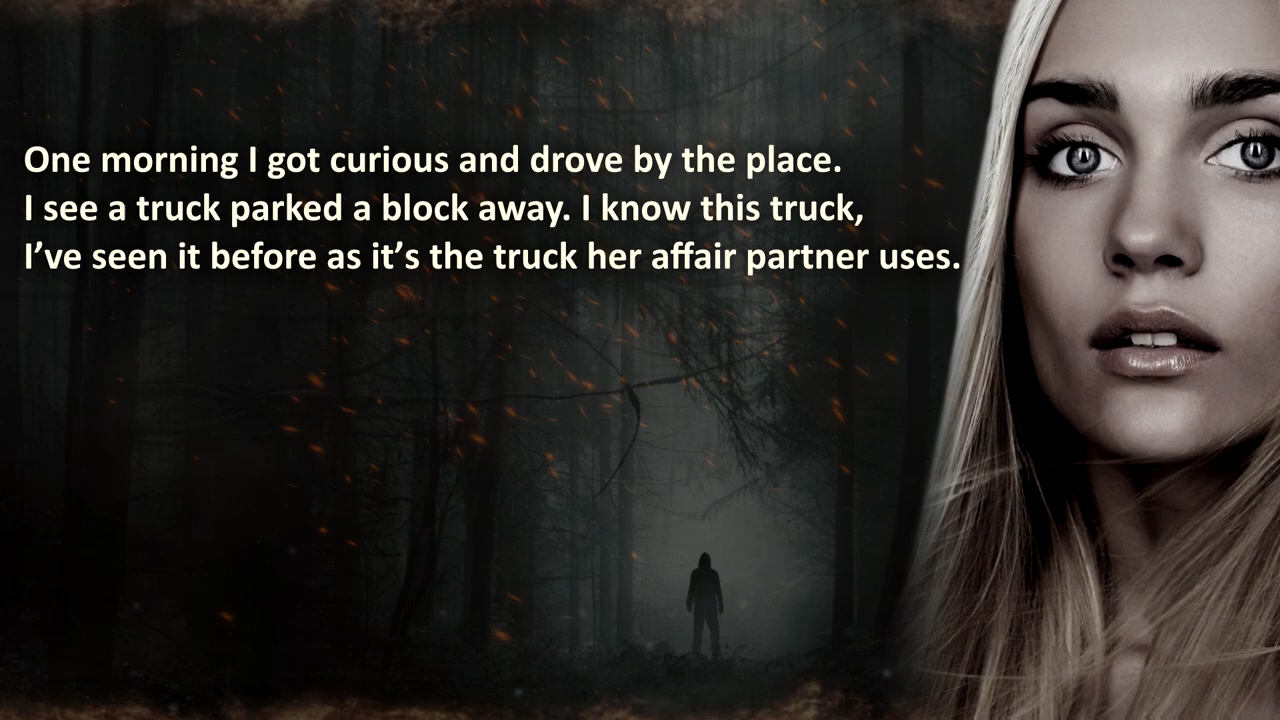 One morning I got curious and drove by the place.
I see a truck parked a block away. I know this truck,
I’ve seen it before as it’s the truck her affair partner uses.